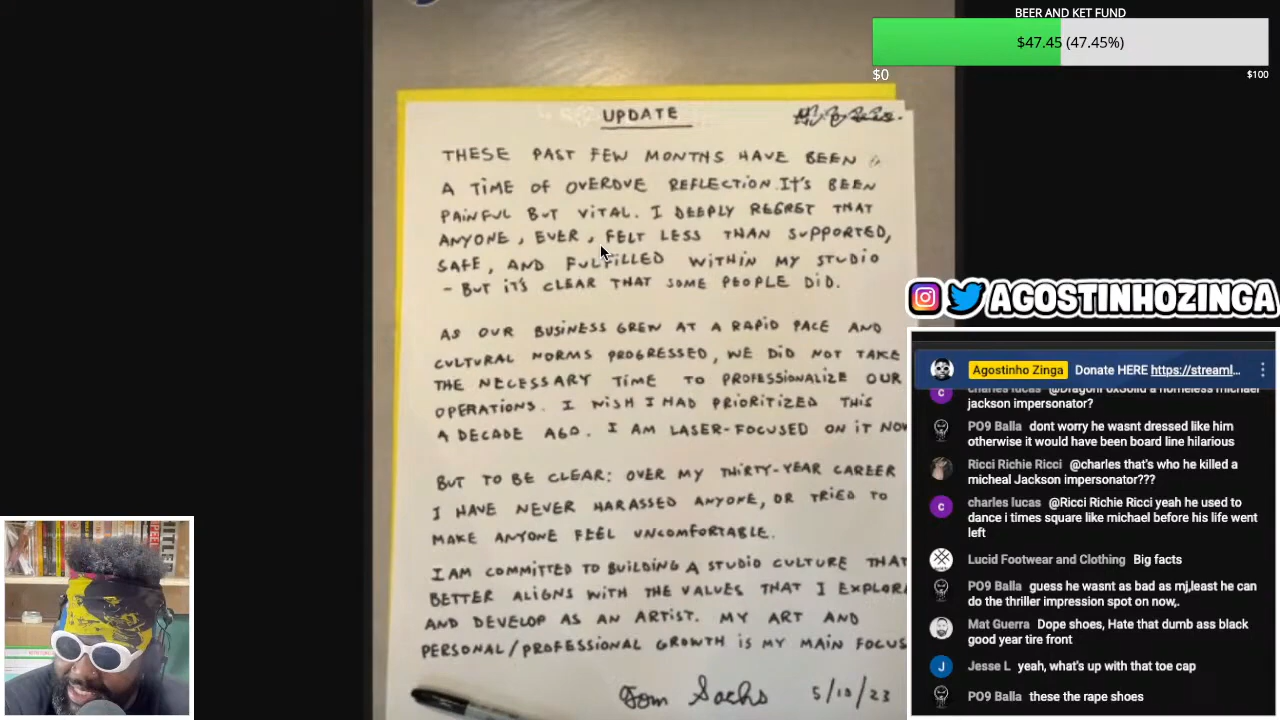 BEER AND KET FUND
$47.45 (47.45%)
$0
$100
UPDATE
THESE PAST FEW MONTHS HAVE BEEN
A TIME OF OVERDUE REFLECTION. IT'S BEEN
PAINFUL BUT VITAL. I DEEPLY REGRET THAT
ANYONE, EVER, FELT LESS THAN SUPPORTED,
SAFE, AND FULFILLED WITHIN MY STUDIO
- BUT IT'S CLEAR THAT SOME PEOPLE DID.
AS OUR BUSINESS GREW AT A RAPID PACE AND
CULTURAL NORMS PROGRESSED, WE DID NOT TAKE
THE NECESSARY TIME TO PROFESSIONALIZE OUR
OPERATIONS. I WISH I HAD PRIORITIZED THIS
A DECADE AGO. I AM LASER-FOCUSED ON IT NOW
BUT TO BE CLEAR: OVER MY THIRTY-YEAR CAREER
I HAVE NEVER HARASSED ANYONE, OR TRIED TO
MAKE ANYONE FEEL UNCOMFORTABLE.
I AM COMMITTED TO BUILDING A STUDIO CULTURE THAT
BETTER ALIGNS WITH THE VALUES THAT I EXPLORE
AND DEVELOP AS AN ARTIST. MY ART AND
PERSONAL/PROFESSIONAL GROWTH IS MY MAIN FOCUS
Tom Sachs 5/10/23
AGOSTINHOZINGA
Agostinho Zinga Donate HERE https://streaml...
charles lucas @DragonFoxSolid a homeless michael
jackson impersonator?
PO9 Balla dont worry he wasnt dressed like him
otherwise it would have been board line hilarious
Ricci Richie Ricci @charles that's who he killed a
micheal Jackson impersonator???
charles lucas @Ricci Richie Ricci yeah he used to
dance i times square like michael before his life went
left
Lucid Footwear and Clothing Big facts
PO9 Balla guess he wasnt as bad as mj,least he can
do the thriller impression spot on now,.
Mat Guerra Dope shoes, Hate that dumb ass black
good year tire front
Jesse L yeah, what's up with that toe cap
PO9 Balla these the rape shoes